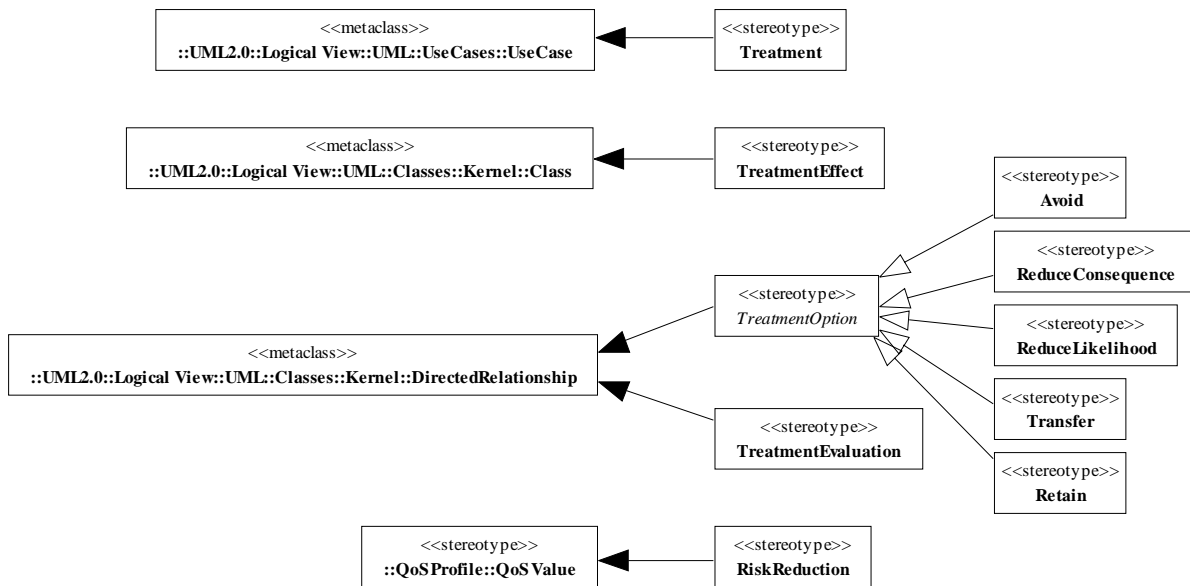 <<metaclass>>
::UML2.0::Logical View::UML::UseCases::UseCase
<<stereotype>>
Treatment
<<metaclass>>
::UML2.0::Logical View::UML::Classes::Kernel::Class
<<stereotype>>
TreatmentEffect
<<stereotype>>
Avoid
<<stereotype>>
ReduceConsequence
<<stereotype>>
TreatmentOption
<<stereotype>>
ReduceLikelihood
<<metaclass>>
::UML2.0::Logical View::UML::Classes::Kernel::DirectedRelationship
<<stereotype>>
Transfer
<<stereotype>>
TreatmentEvaluation
<<stereotype>>
Retain
<<stereotype>>
::QoSProfile::QoSValue
<<stereotype>>
RiskReduction